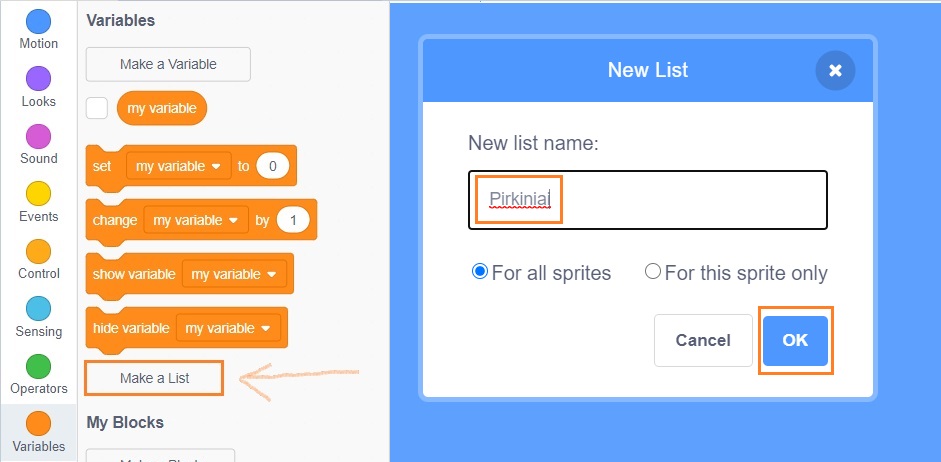 Motion
Looks
Sound
Events
Control
Sensing
Operators
Variables
Variables
Make a Variable
my variable
set my variable to 0
change my variable by 1
show variable my variable
hide variable my variable
Make a List
My Blocks
New List
New list name:
Pirkiniai
For all sprites For this sprite only
Cancel OK